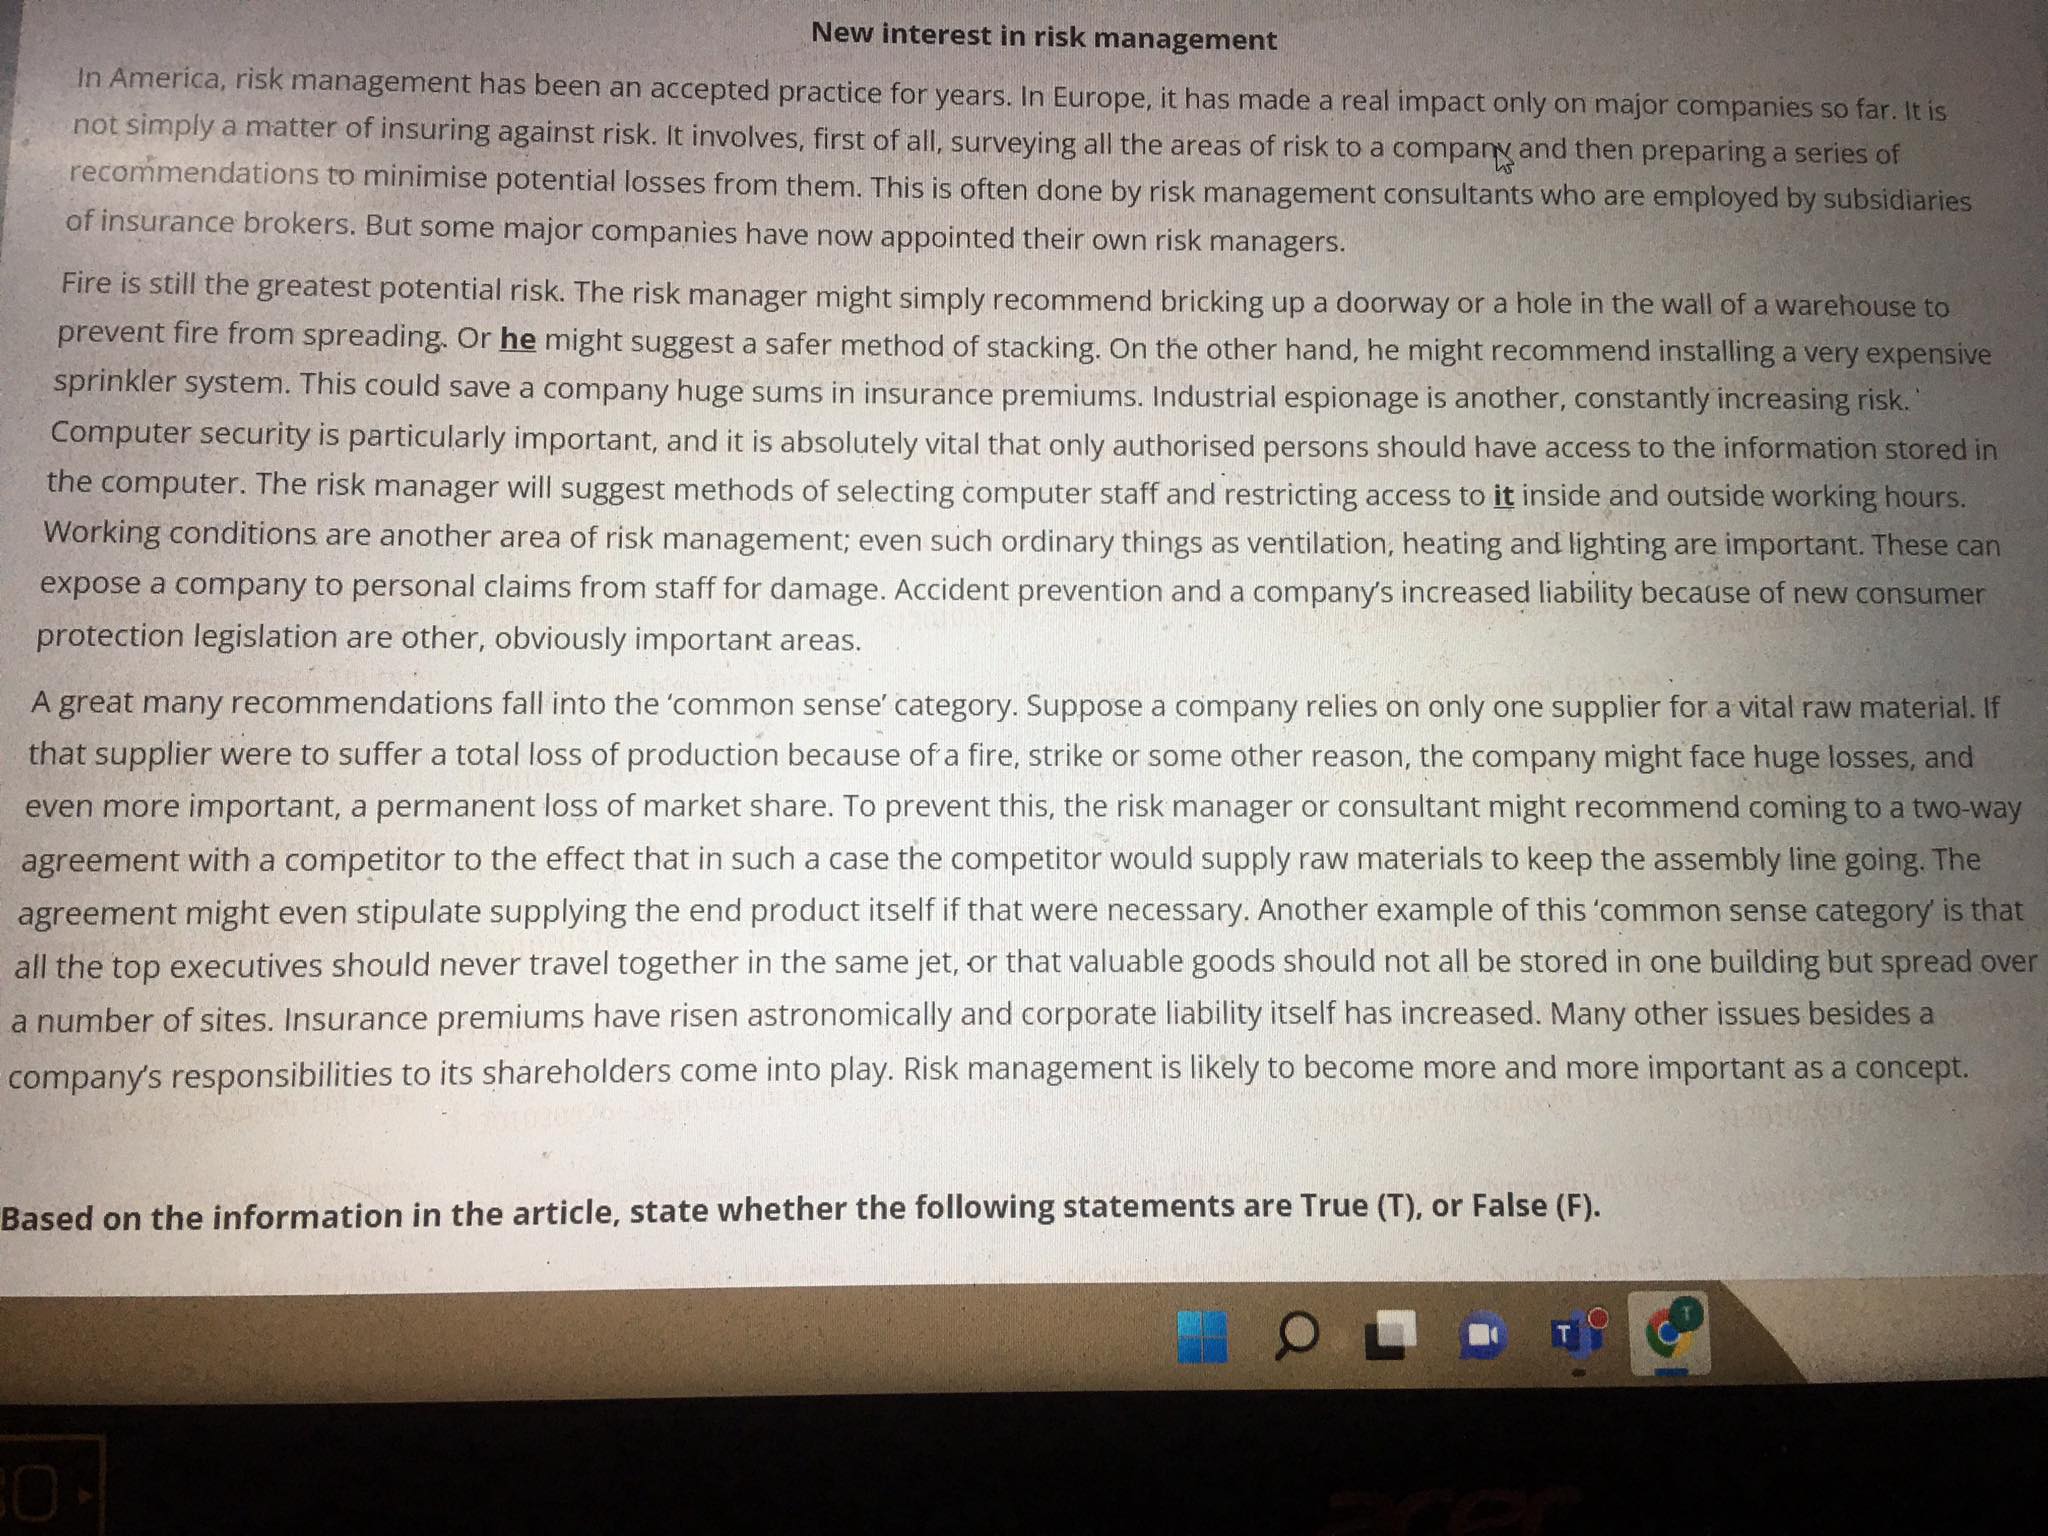 New interest in risk management
In America, risk management has been an accepted practice for years. In Europe, it has made a real impact only on major companies so far. It is
not simply a matter of insuring against risk. It involves, first of all, surveying all the areas of risk to a company and then preparing a series of
recommendations to minimise potential losses from them. This is often done by risk management consultants who are employed by subsidiaries
of insurance brokers. But some major companies have now appointed their own risk managers.
Fire is still the greatest potential risk. The risk manager might simply recommend bricking up a doorway or a hole in the wall of a warehouse to
prevent fire from spreading. Or he might suggest a safer method of stacking. On the other hand, he might recommend installing a very expensive
sprinkler system. This could save a company huge sums in insurance premiums. Industrial espionage is another, constantly increasing risk.
Computer security is particularly important, and it is absolutely vital that only authorised persons should have access to the information stored in
the computer. The risk manager will suggest methods of selecting computer staff and restricting access to it inside and outside working hours.
Working conditions are another area of risk management; even such ordinary things as ventilation, heating and lighting are important. These can
expose a company to personal claims from staff for damage. Accident prevention and a company's increased liability because of new consumer
protection legislation are other, obviously important areas.
A great many recommendations fall into the 'common sense' category. Suppose a company relies on only one supplier for a vital raw material. If
that supplier were to suffer a total loss of production because of a fire, strike or some other reason, the company might face huge losses, and
even more important, a permanent loss of market share. To prevent this, the risk manager or consultant might recommend coming to a two-way
agreement with a competitor to the effect that in such a case the competitor would supply raw materials to keep the assembly line going. The
agreement might even stipulate supplying the end product itself if that were necessary. Another example of this 'common sense category' is that
all the top executives should never travel together in the same jet, or that valuable goods should not all be stored in one building but spread over
a number of sites. Insurance premiums have risen astronomically and corporate liability itself has increased. Many other issues besides a
company's responsibilities to its shareholders come into play. Risk management is likely to become more and more important as a concept.
Based on the information in the article, state whether the following statements are True (T), or False (F).
T
T
acer